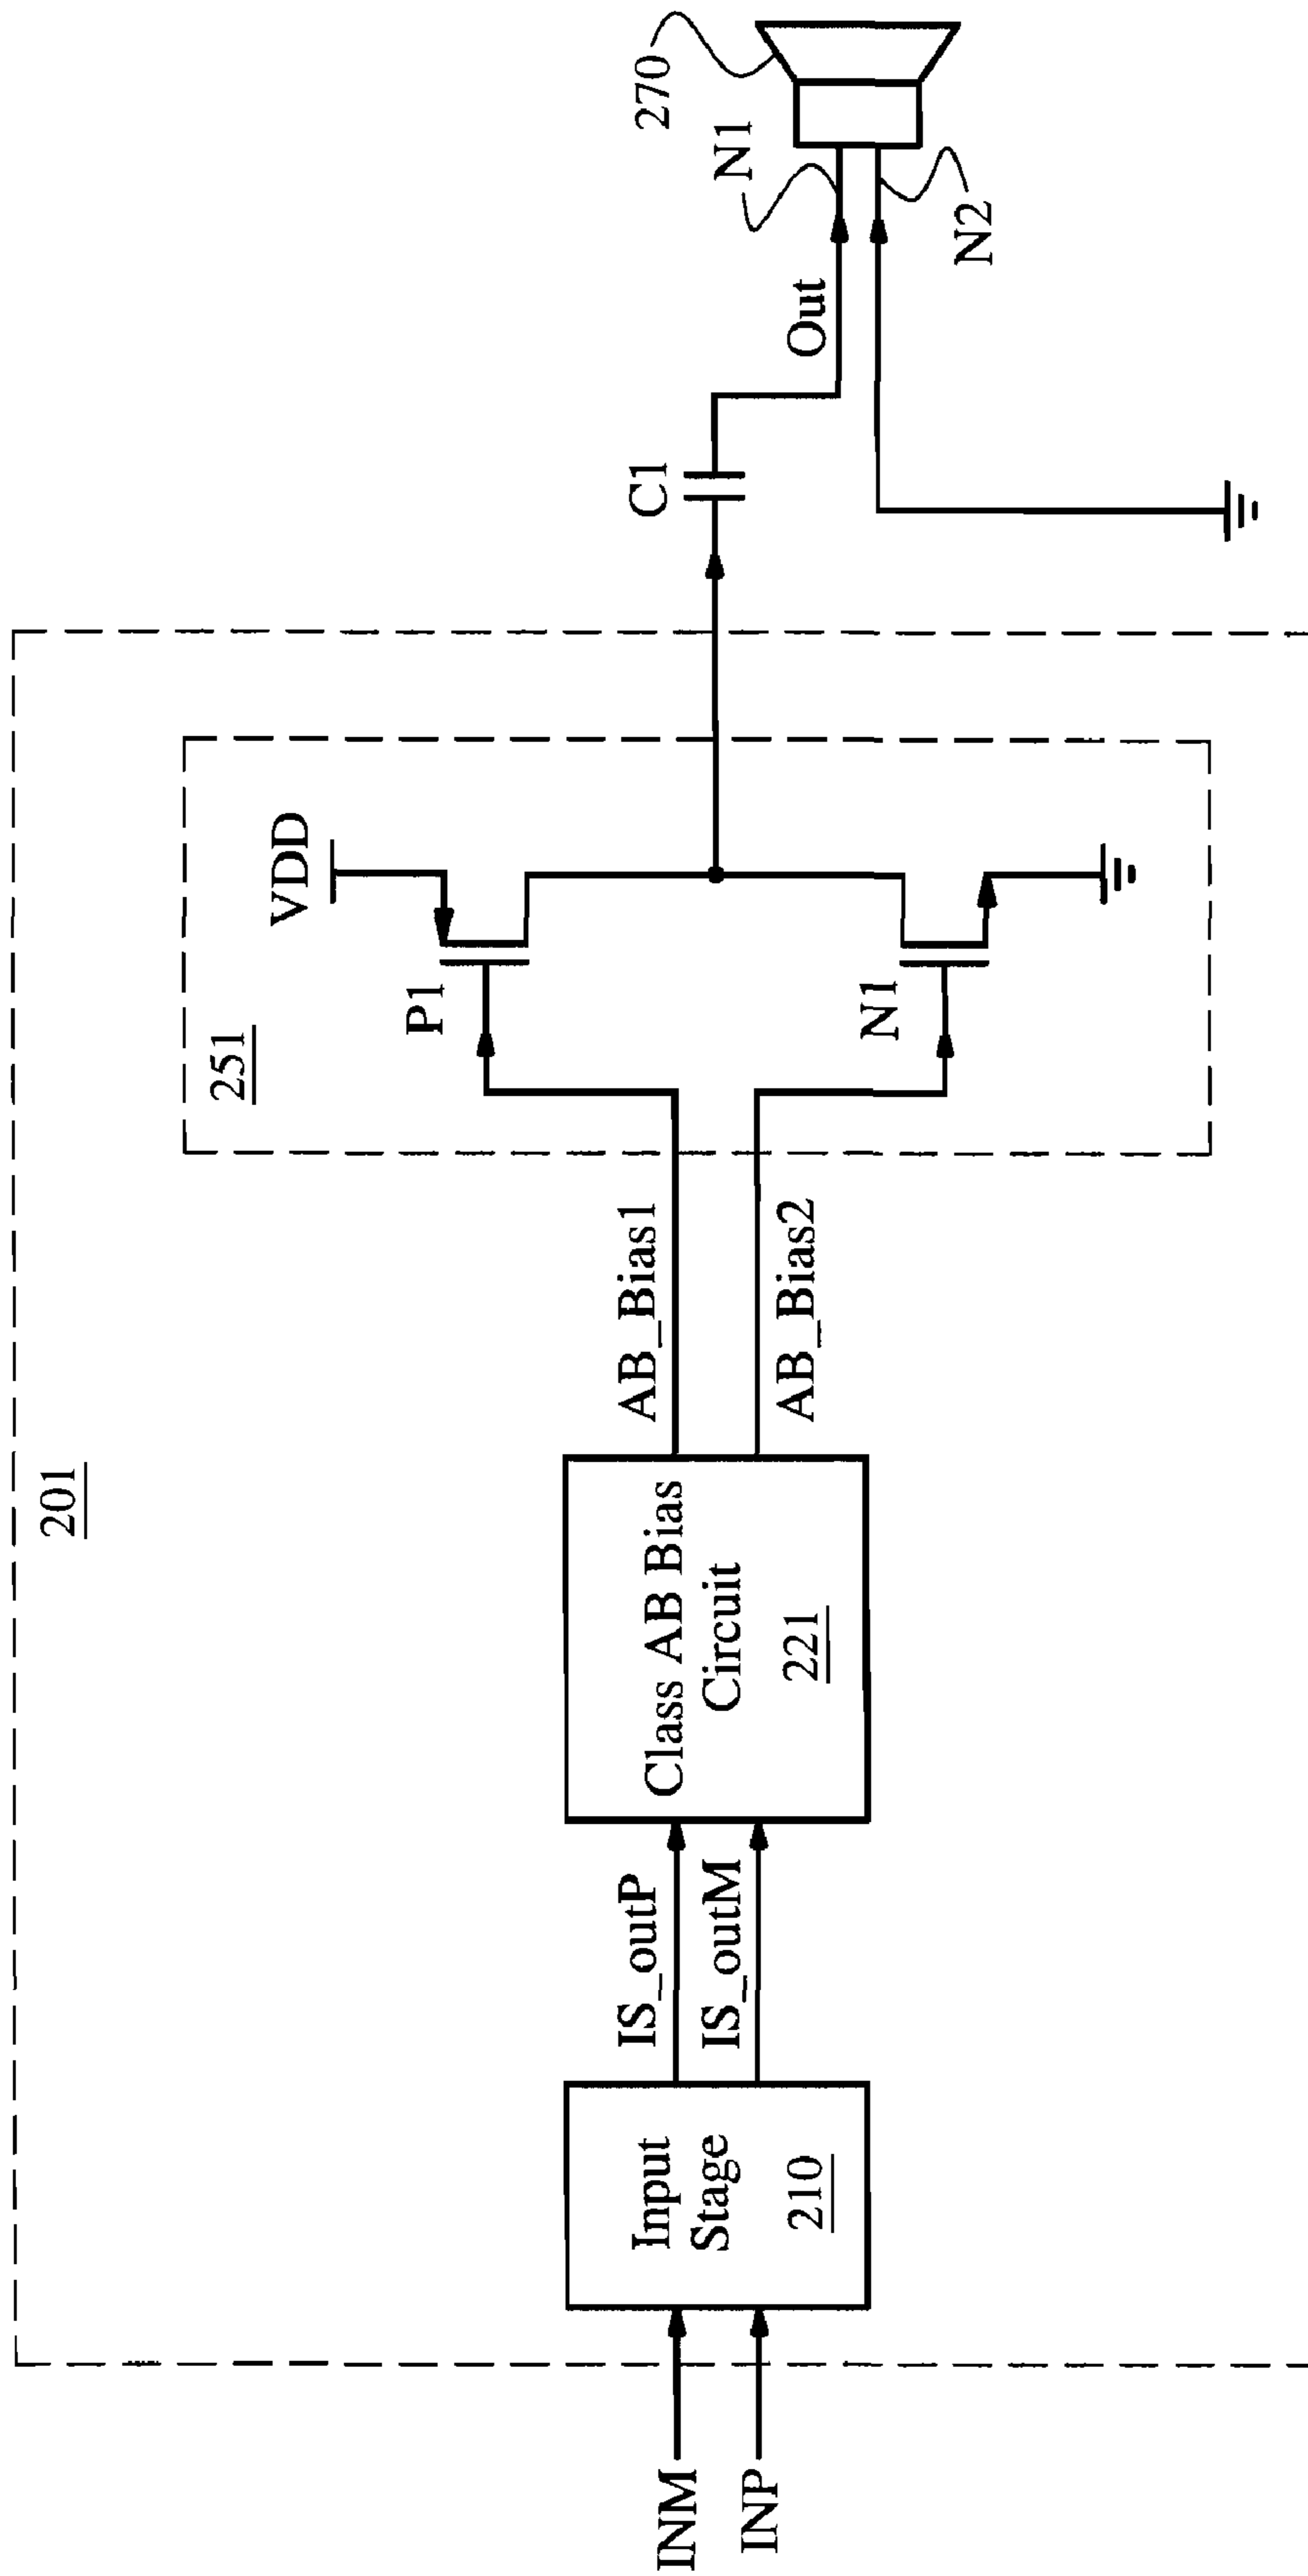 201
251
VDD
P1
N1
INM
INP
Input
Stage
210
IS_outP
IS_outM
Class AB Bias
Circuit
221
AB_Bias1
AB_Bias2
C1
Out
N1
N2
270